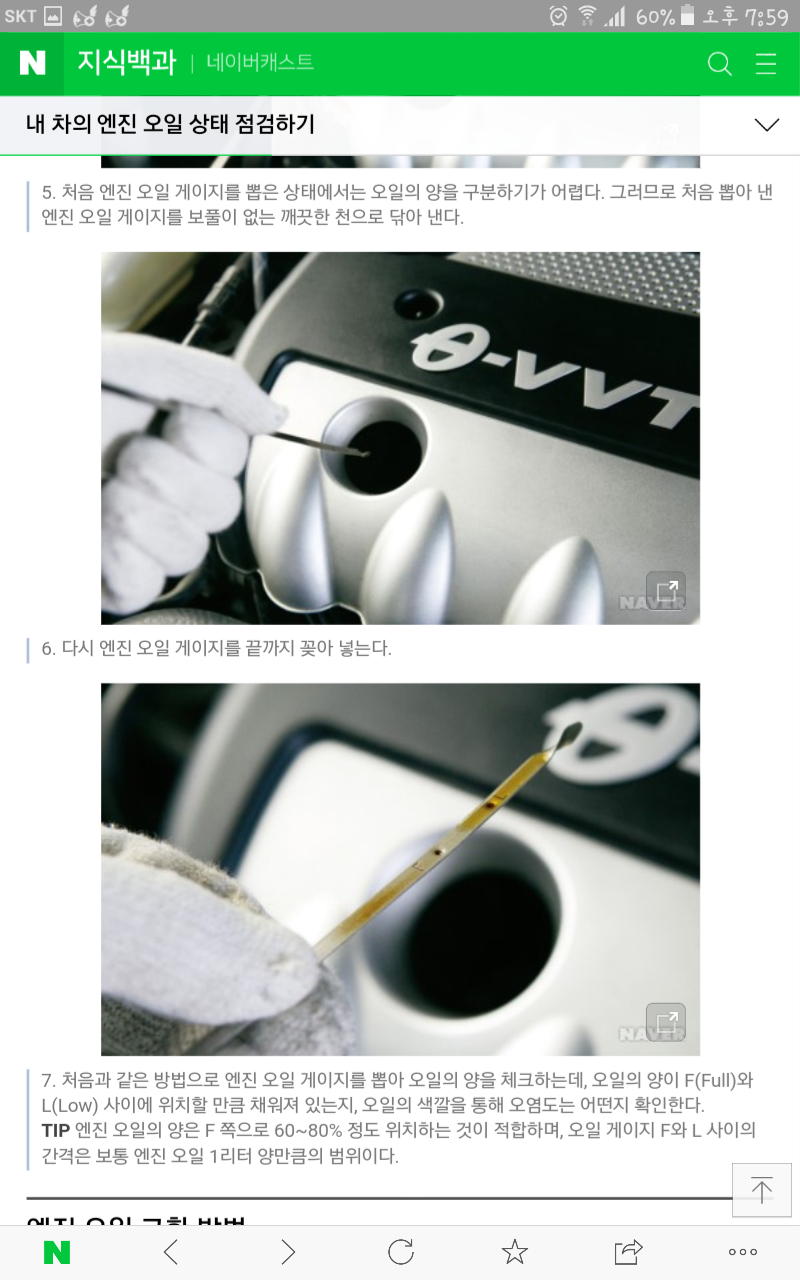 SKT 60% 오후 7:59
N 지식백과 | 네이버캐스트
내 차의 엔진 오일 상태 점검하기
5. 처음 엔진 오일 게이지를 뽑은 상태에서는 오일의 양을 구분하기가 어렵다. 그러므로 처음 뽑아 낸
엔진 오일 게이지를 보풀이 없는 깨끗한 천으로 닦아 낸다.
θ-VVT
NAVER
6. 다시 엔진 오일 게이지를 끝까지 꽂아 넣는다.
L
F
NAVER
7. 처음과 같은 방법으로 엔진 오일 게이지를 뽑아 오일의 양을 체크하는데, 오일의 양이 F(Full)와
L(Low) 사이에 위치할 만큼 채워져 있는지, 오일의 색깔을 통해 오염도는 어떤지 확인한다.
TIP 엔진 오일의 양은 F 쪽으로 60~80% 정도 위치하는 것이 적합하며, 오일 게이지 F와 L 사이의
간격은 보통 엔진 오일 1리터 양만큼의 범위이다.
엔진 오일 교환 방법
N